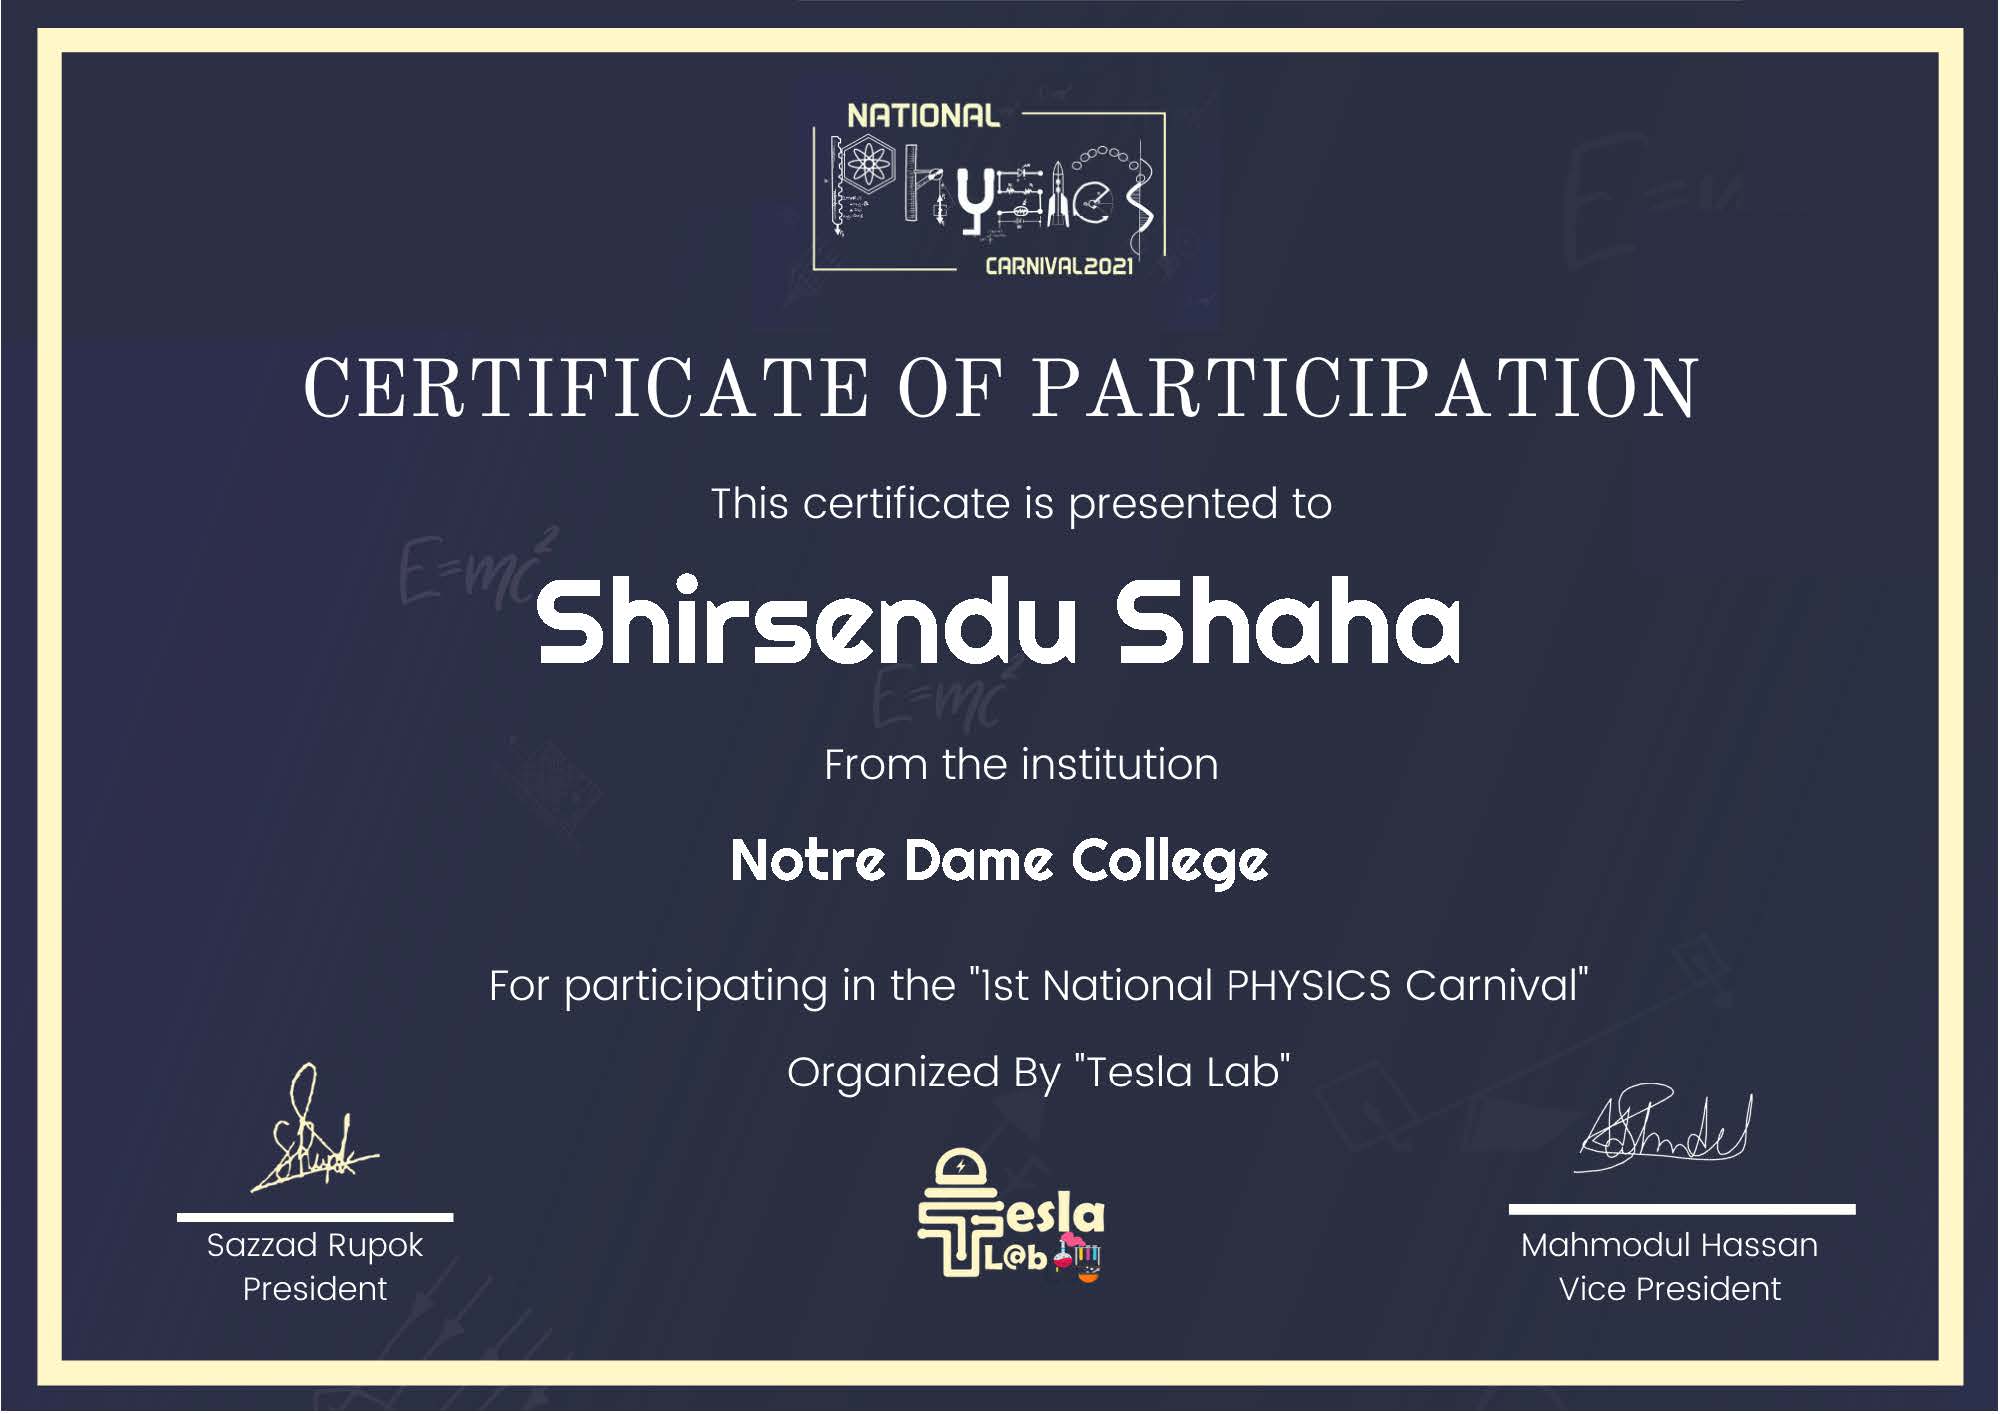 NATIONAL
Physics
CARNIVAL2021
CERTIFICATE OF PARTICIPATION
This certificate is presented to
E=mc²
Shirsendu Shaha
E=mc²
From the institution
Notre Dame College
For participating in the "1st National PHYSICS Carnival"
Organized By "Tesla Lab"
Tesla
L@b
Sazzad Rupok
President
Mahmodul Hassan
Vice President